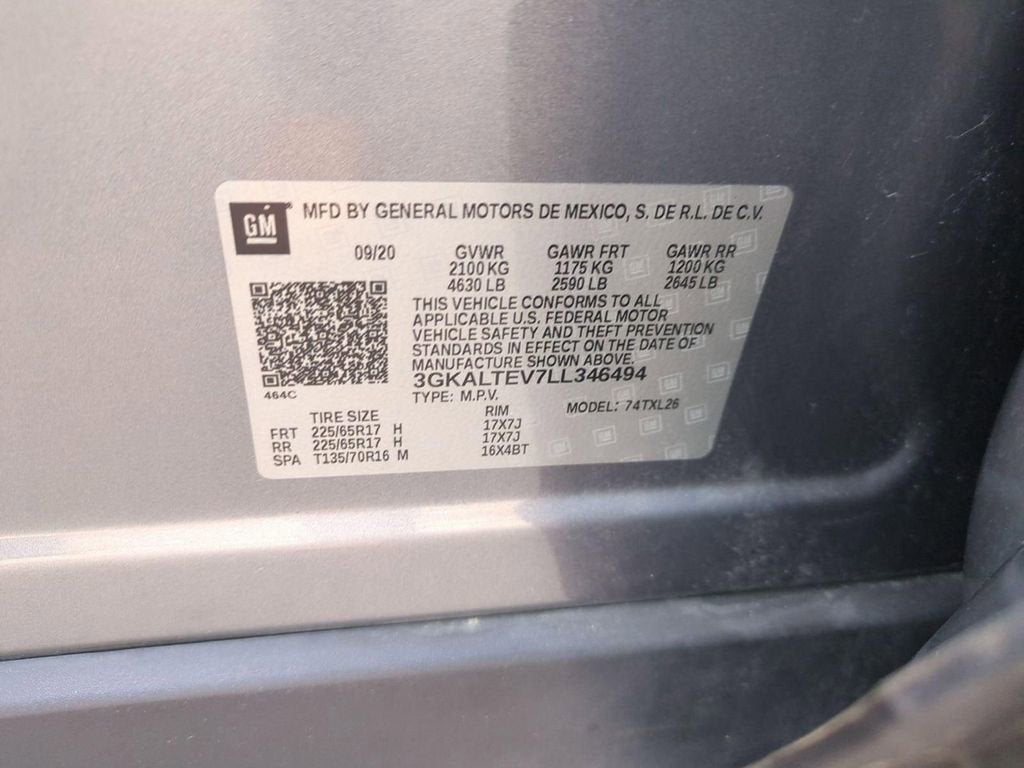 GM MFD BY GENERAL MOTORS DE MEXICO, S. DE R.L. DE C.V.
09/20 GVWR GAWR FRT GAWR RR
2100 KG 1175 KG 1200 KG
4630 LB 2590 LB 2645 LB
THIS VEHICLE CONFORMS TO ALL
APPLICABLE U.S. FEDERAL MOTOR
VEHICLE SAFETY AND THEFT PREVENTION
STANDARDS IN EFFECT ON THE DATE OF
MANUFACTURE SHOWN ABOVE.
3GKALTEV7LL346494
464C TYPE: M.P.V. MODEL: 74TXL26
TIRE SIZE RIM
FRT 225/65R17 H 17X7J
RR 225/65R17 H 17X7J
SPA T135/70R16 M 16X4BT